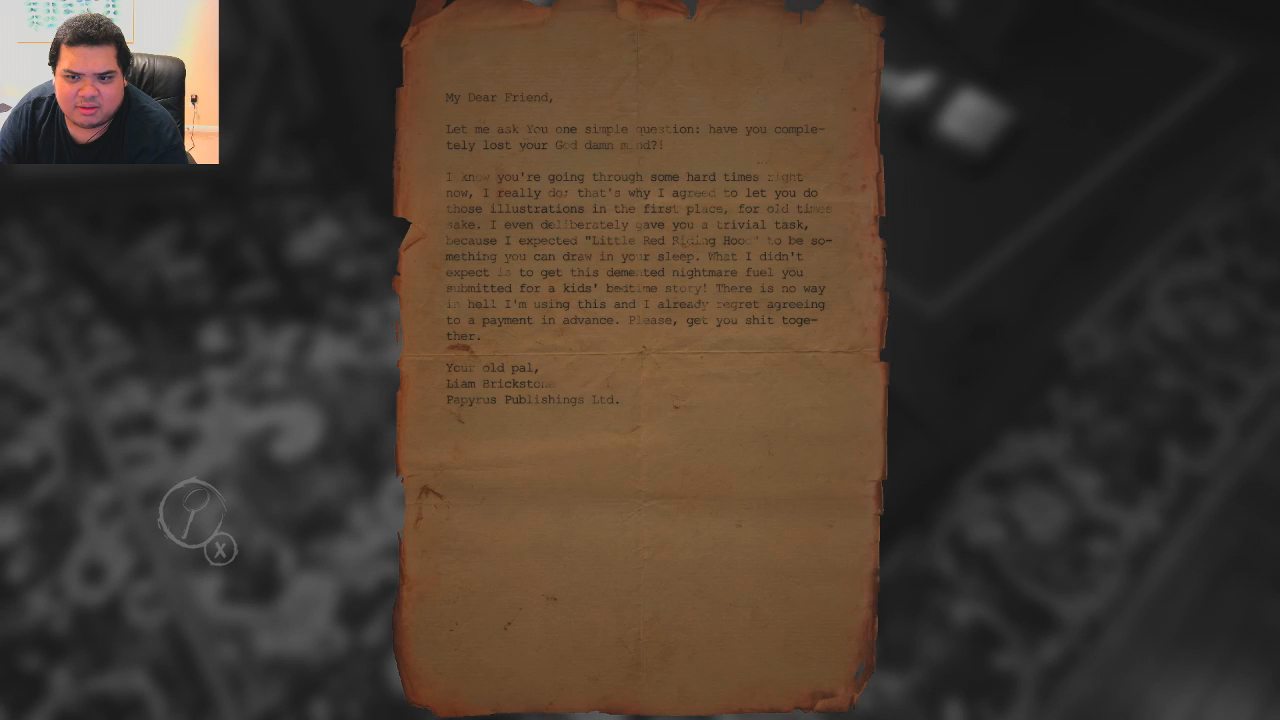 My Dear Friend,
Let me ask You one simple question: have you comple-
tely lost your God damn mind?!
I know you're going through some hard times right
now, I really do; that's why I agreed to let you do
those illustrations in the first place, for old times
sake. I even deliberately gave you a trivial task,
because I expected "Little Red Riding Hood" to be so-
mething you can draw in your sleep. What I didn't
expect is to get this demented nightmare fuel you
submitted for a kids' bedtime story! There is no way
in hell I'm using this and I already regret agreeing
to a payment in advance. Please, get you shit toge-
ther.
Your old pal,
Liam Brickstone
Papyrus Publishings Ltd.
X